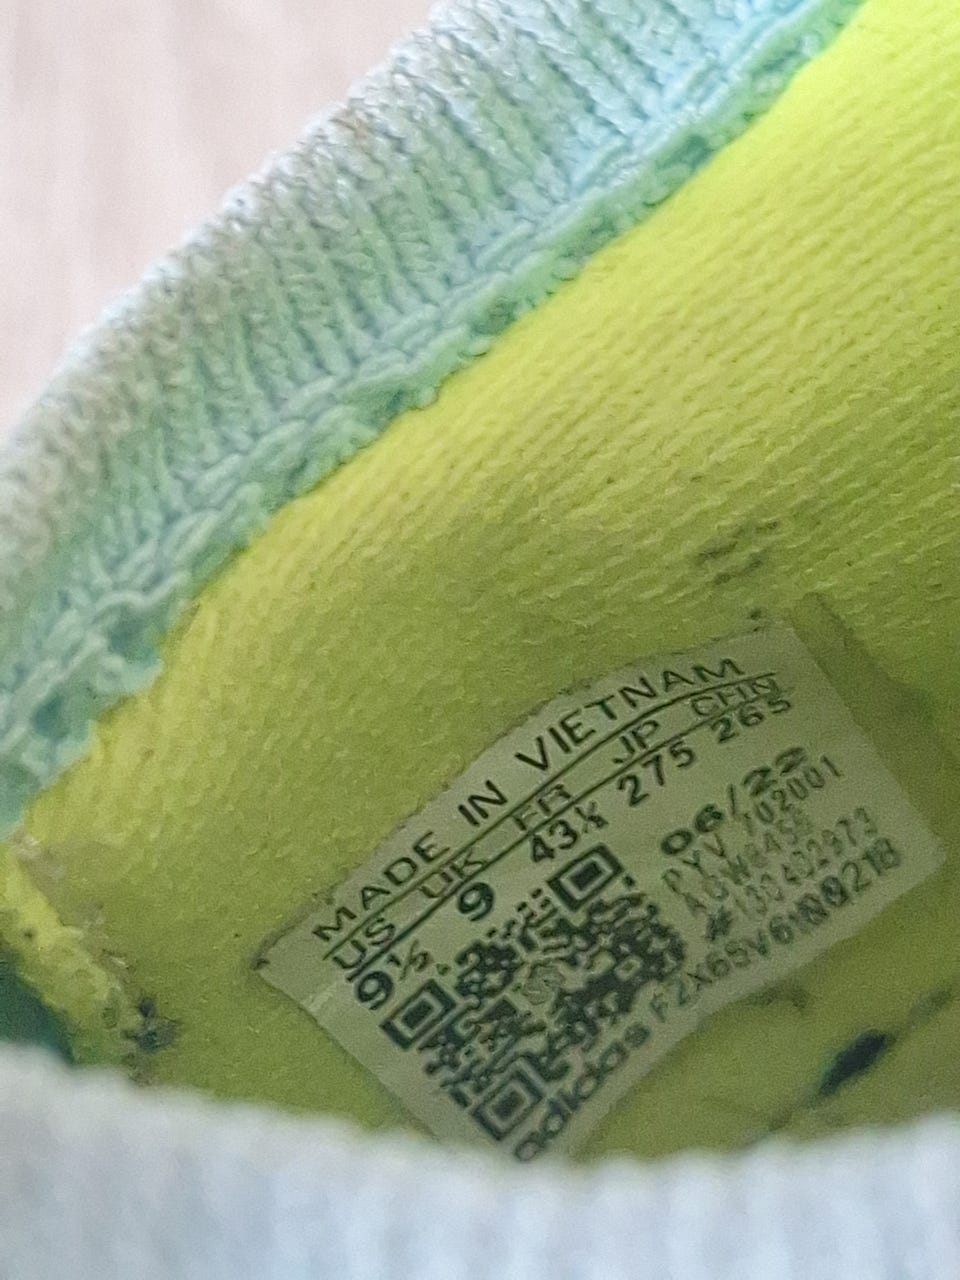 MADE IN VIETNAM
US UK FR JP CHN
9½ 9 43⅓ 275 265
06/22
PYV 702001
adidas